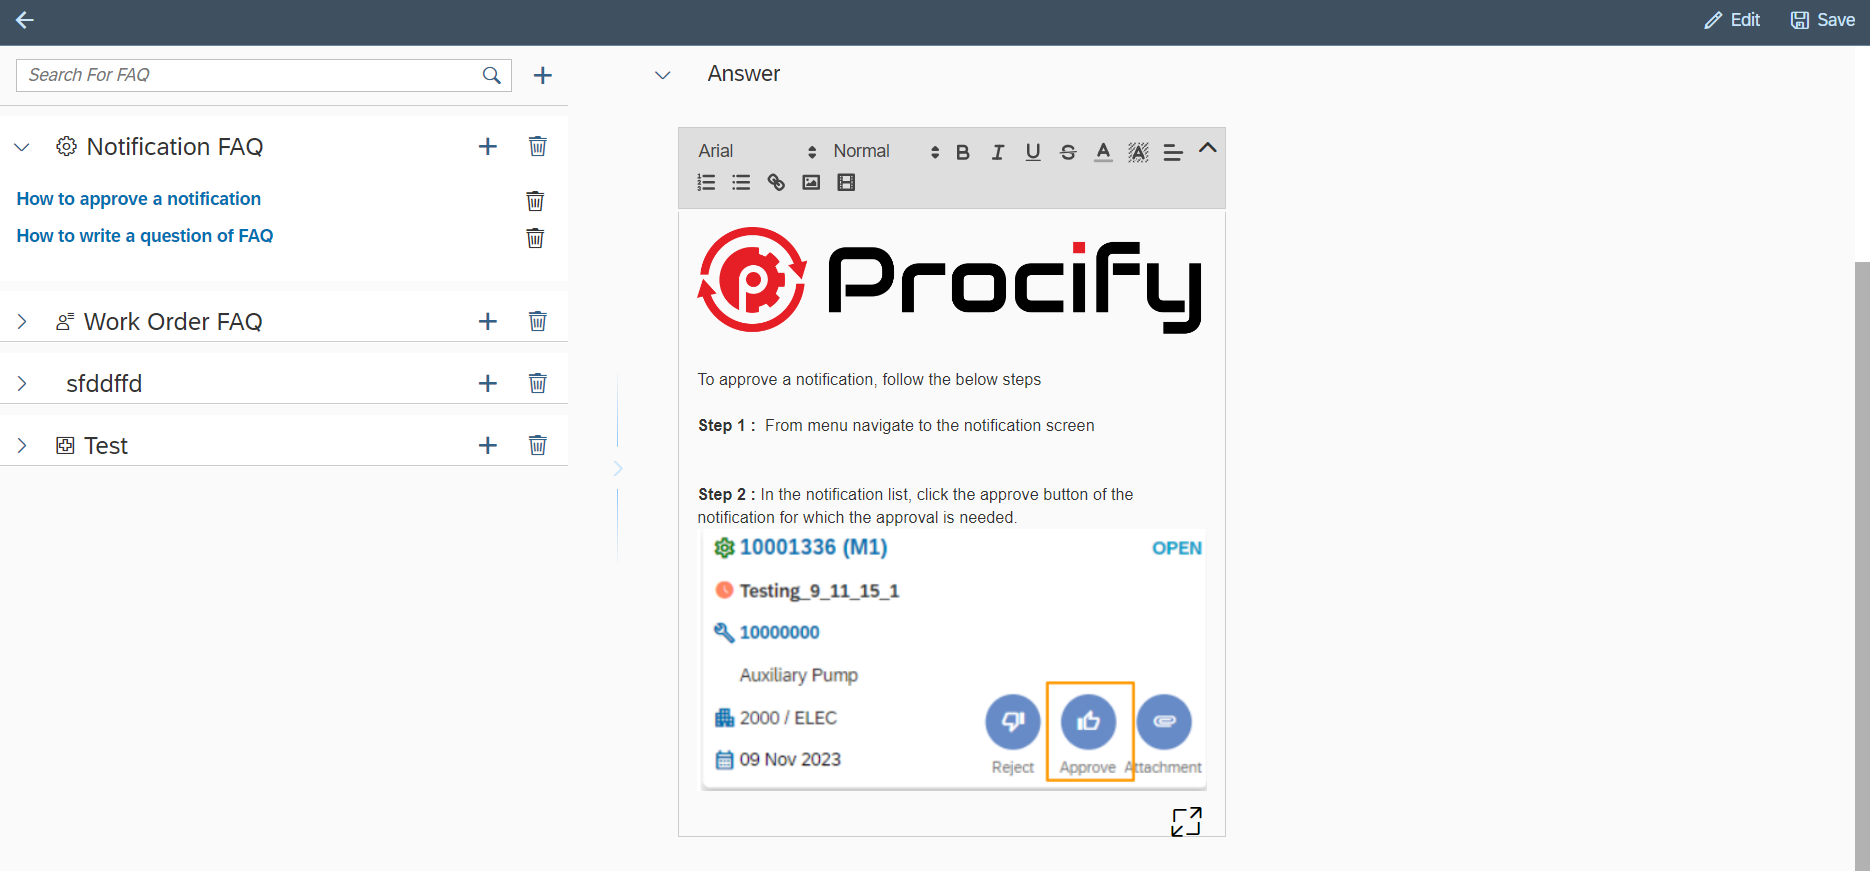 Edit
Save
Search For FAQ
Notification FAQ
How to approve a notification
How to write a question of FAQ
Work Order FAQ
sfddffd
Test
Answer
Arial
Normal
Procify
To approve a notification, follow the below steps
Step 1 :  From menu navigate to the notification screen
Step 2 : In the notification list, click the approve button of the
notification for which the approval is needed.
10001336 (M1)
OPEN
Testing_9_11_15_1
10000000
Auxiliary Pump
2000 / ELEC
09 Nov 2023
Reject
Approve
Attachment